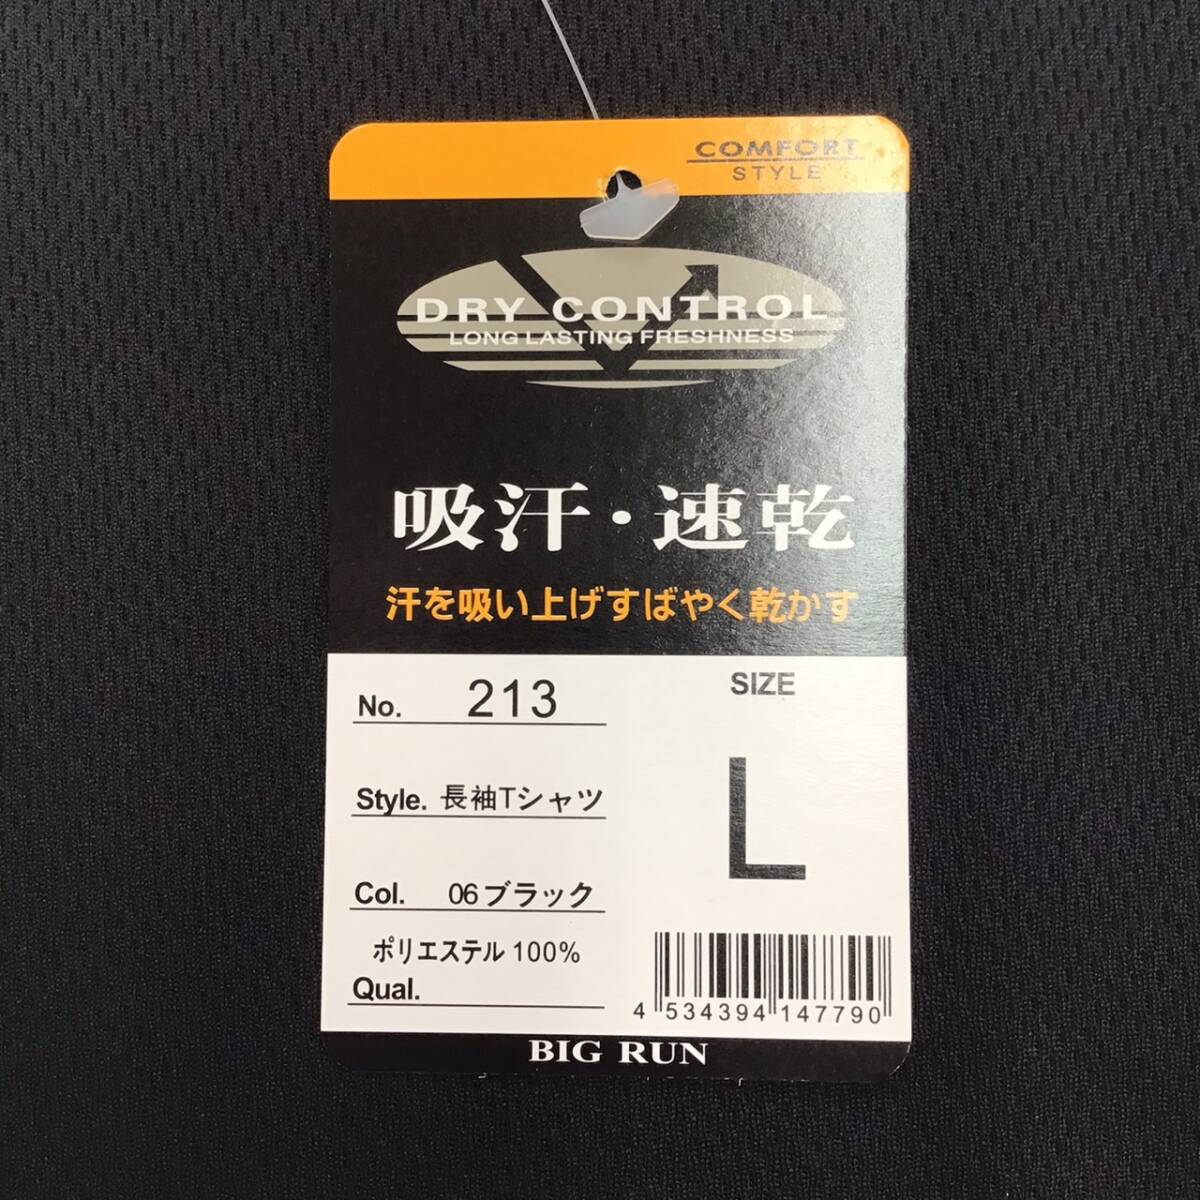 COMFORT
STYLE
DRY CONTROL
LONG LASTING FRESHNESS
吸汗・速乾
汗を吸い上げすばやく乾かす
No. 213
SIZE
L
Style. 長袖Tシャツ
Col. 06ブラック
ポリエステル 100%
Qual.
4 534394 147790
BIG RUN